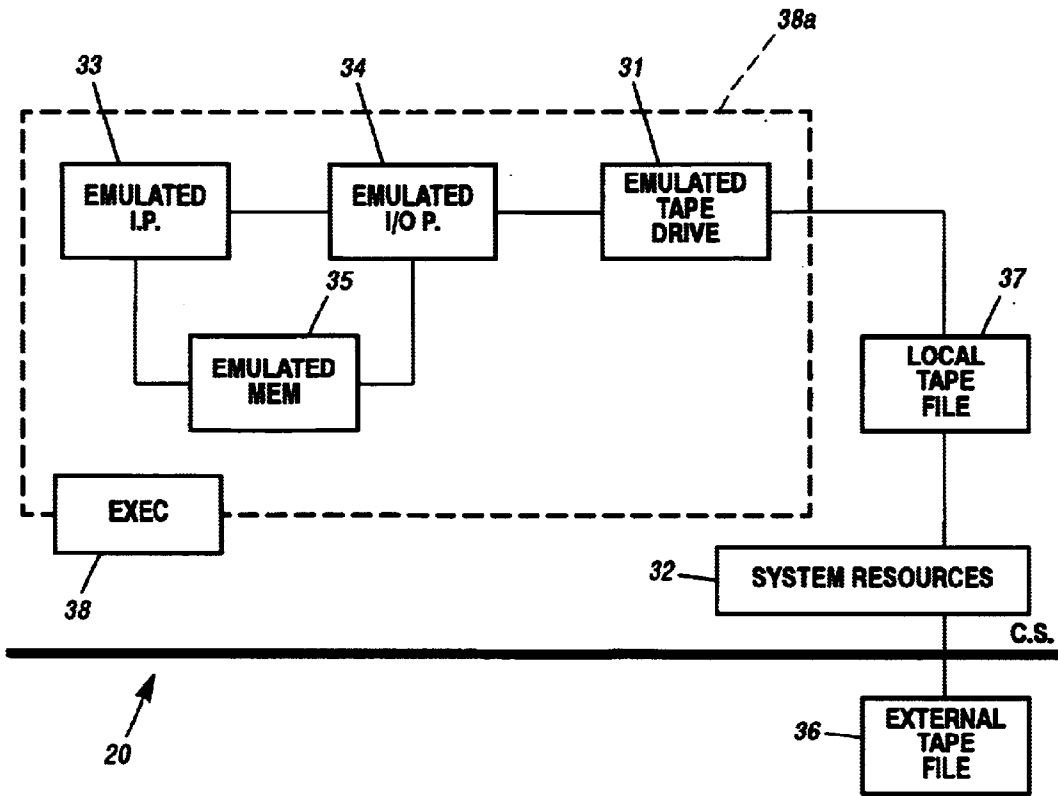 38a
33
34
31
EMULATED
I.P.
EMULATED
I/O P.
EMULATED
TAPE
DRIVE
35
EMULATED
MEM
37
LOCAL
TAPE
FILE
EXEC
38
32
SYSTEM RESOURCES
C.S.
20
36
EXTERNAL
TAPE
FILE